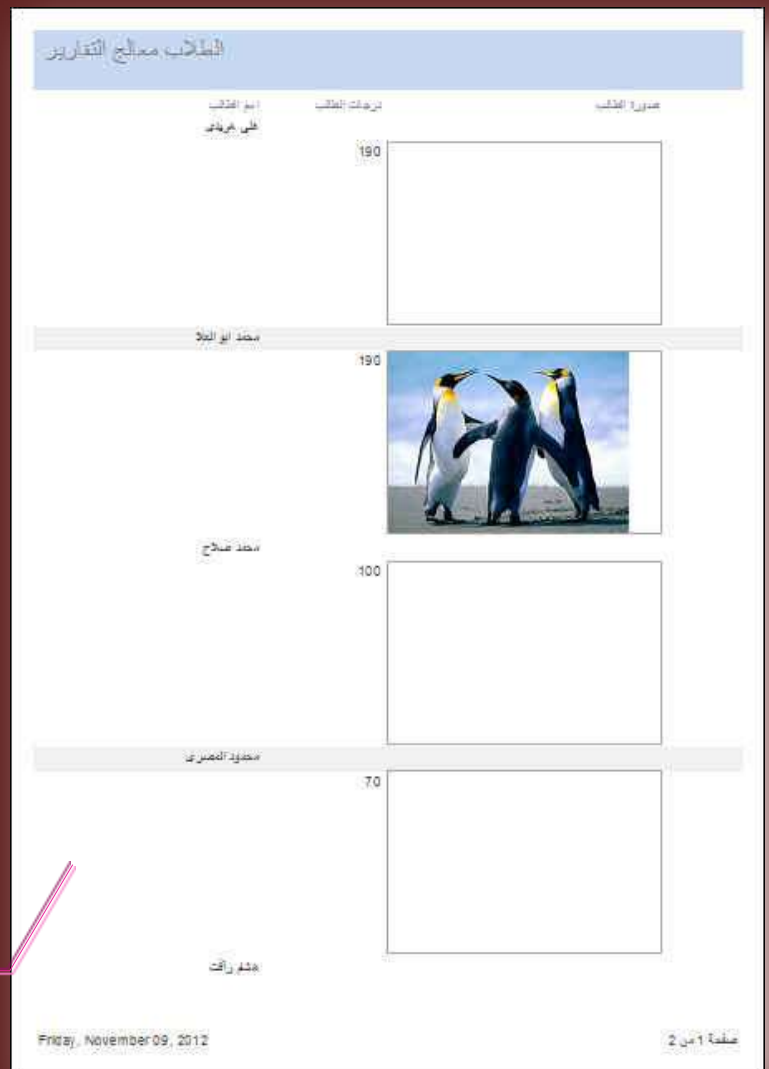 الطلاب معالج التقارير
اسم الطالب درجات الطالب صورة الطالب
على هريدى
190
محمد ابو العلا
190
محمد صلاح
100
محمود المصرى
70
هشام رأفت
Friday, November 09, 2012 صفحة 1 من 2